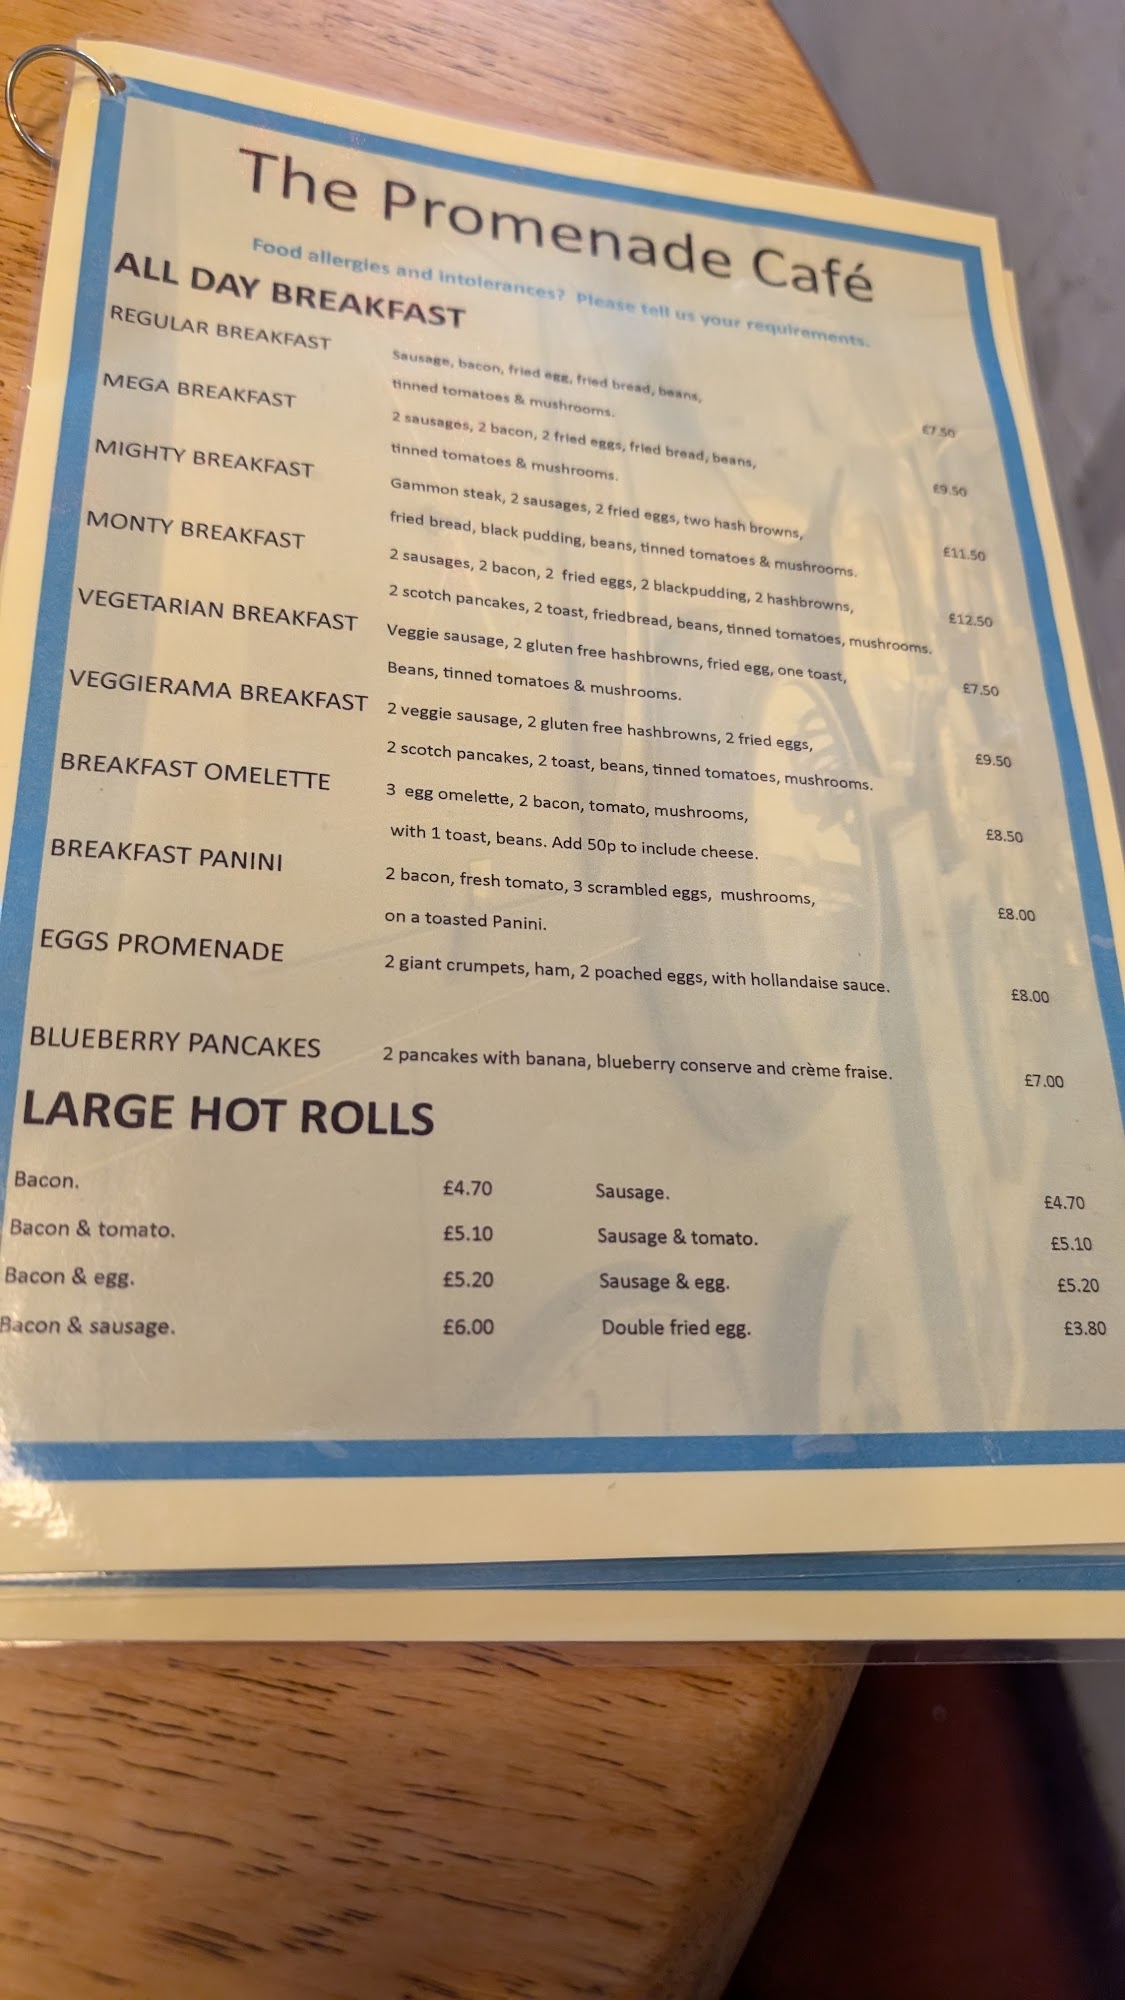 The Promenade Café
Food allergies and intolerances? Please tell us your requirements.
ALL DAY BREAKFAST
REGULAR BREAKFAST Sausage, bacon, fried egg, fried bread, beans,
tinned tomatoes & mushrooms. £7.50
MEGA BREAKFAST 2 sausages, 2 bacon, 2 fried eggs, fried bread, beans,
tinned tomatoes & mushrooms. £9.50
MIGHTY BREAKFAST Gammon steak, 2 sausages, 2 fried eggs, two hash browns,
fried bread, black pudding, beans, tinned tomatoes & mushrooms. £11.50
MONTY BREAKFAST 2 sausages, 2 bacon, 2 fried eggs, 2 blackpudding, 2 hashbrowns,
2 scotch pancakes, 2 toast, friedbread, beans, tinned tomatoes, mushrooms. £12.50
VEGETARIAN BREAKFAST Veggie sausage, 2 gluten free hashbrowns, fried egg, one toast,
Beans, tinned tomatoes & mushrooms. £7.50
VEGGIERAMA BREAKFAST 2 veggie sausage, 2 gluten free hashbrowns, 2 fried eggs,
2 scotch pancakes, 2 toast, beans, tinned tomatoes, mushrooms. £9.50
BREAKFAST OMELETTE 3 egg omelette, 2 bacon, tomato, mushrooms,
with 1 toast, beans. Add 50p to include cheese. £8.50
BREAKFAST PANINI 2 bacon, fresh tomato, 3 scrambled eggs, mushrooms,
on a toasted Panini. £8.00
EGGS PROMENADE 2 giant crumpets, ham, 2 poached eggs, with hollandaise sauce. £8.00
BLUEBERRY PANCAKES 2 pancakes with banana, blueberry conserve and crème fraise. £7.00
LARGE HOT ROLLS
Bacon. £4.70 Sausage. £4.70
Bacon & tomato. £5.10 Sausage & tomato. £5.10
Bacon & egg. £5.20 Sausage & egg. £5.20
Bacon & sausage. £6.00 Double fried egg. £3.80